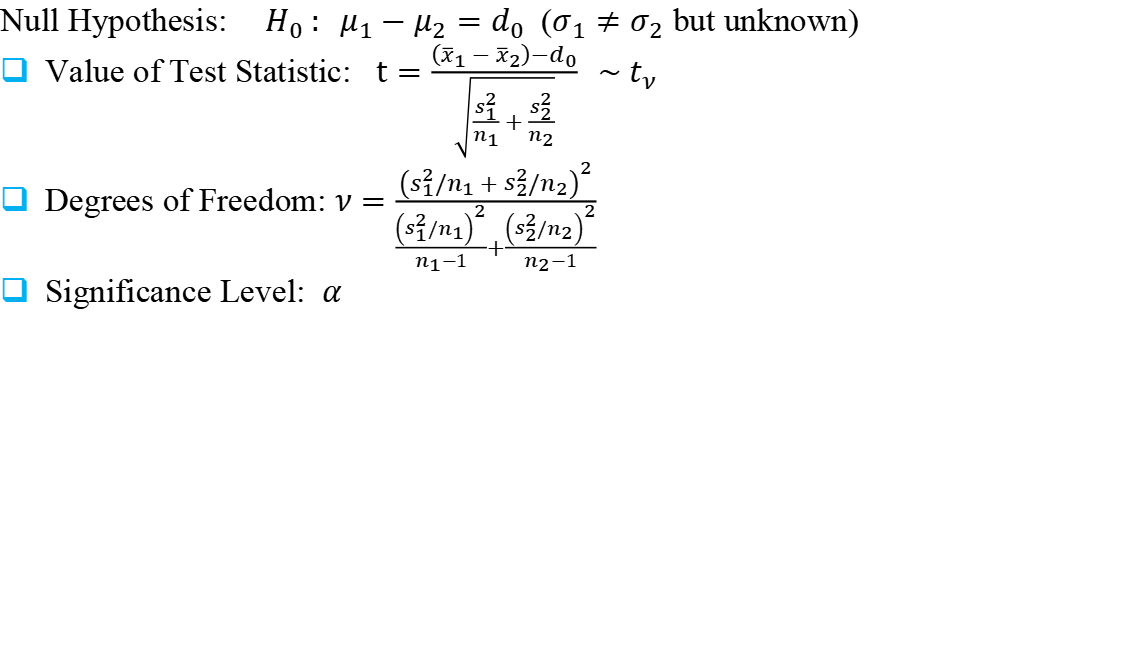 Null Hypothesis: H₀ : μ₁ − μ₂ = d₀ (σ₁ ≠ σ₂ but unknown)
❑ Value of Test Statistic: t = ((x̄₁ − x̄₂)−d₀) / √(s₁²/n₁ + s₂²/n₂) ~ t_ν
❑ Degrees of Freedom: ν = (s₁²/n₁ + s₂²/n₂)² / ((s₁²/n₁)²/(n₁−1) + (s₂²/n₂)²/(n₂−1))
❑ Significance Level: α